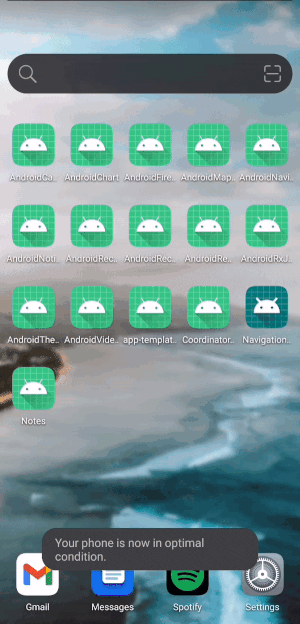 AndroidCa.. AndroidChart AndroidFire.. AndroidMap.. AndroidNavi..
AndroidNoti.. AndroidRec.. AndroidRec.. AndroidRe.. AndroidRxJ..
AndroidThe.. AndroidVide.. app-templat.. Coordinator.. Navigation..
Notes
Your phone is now in optimal
condition.
Gmail Messages Spotify Settings